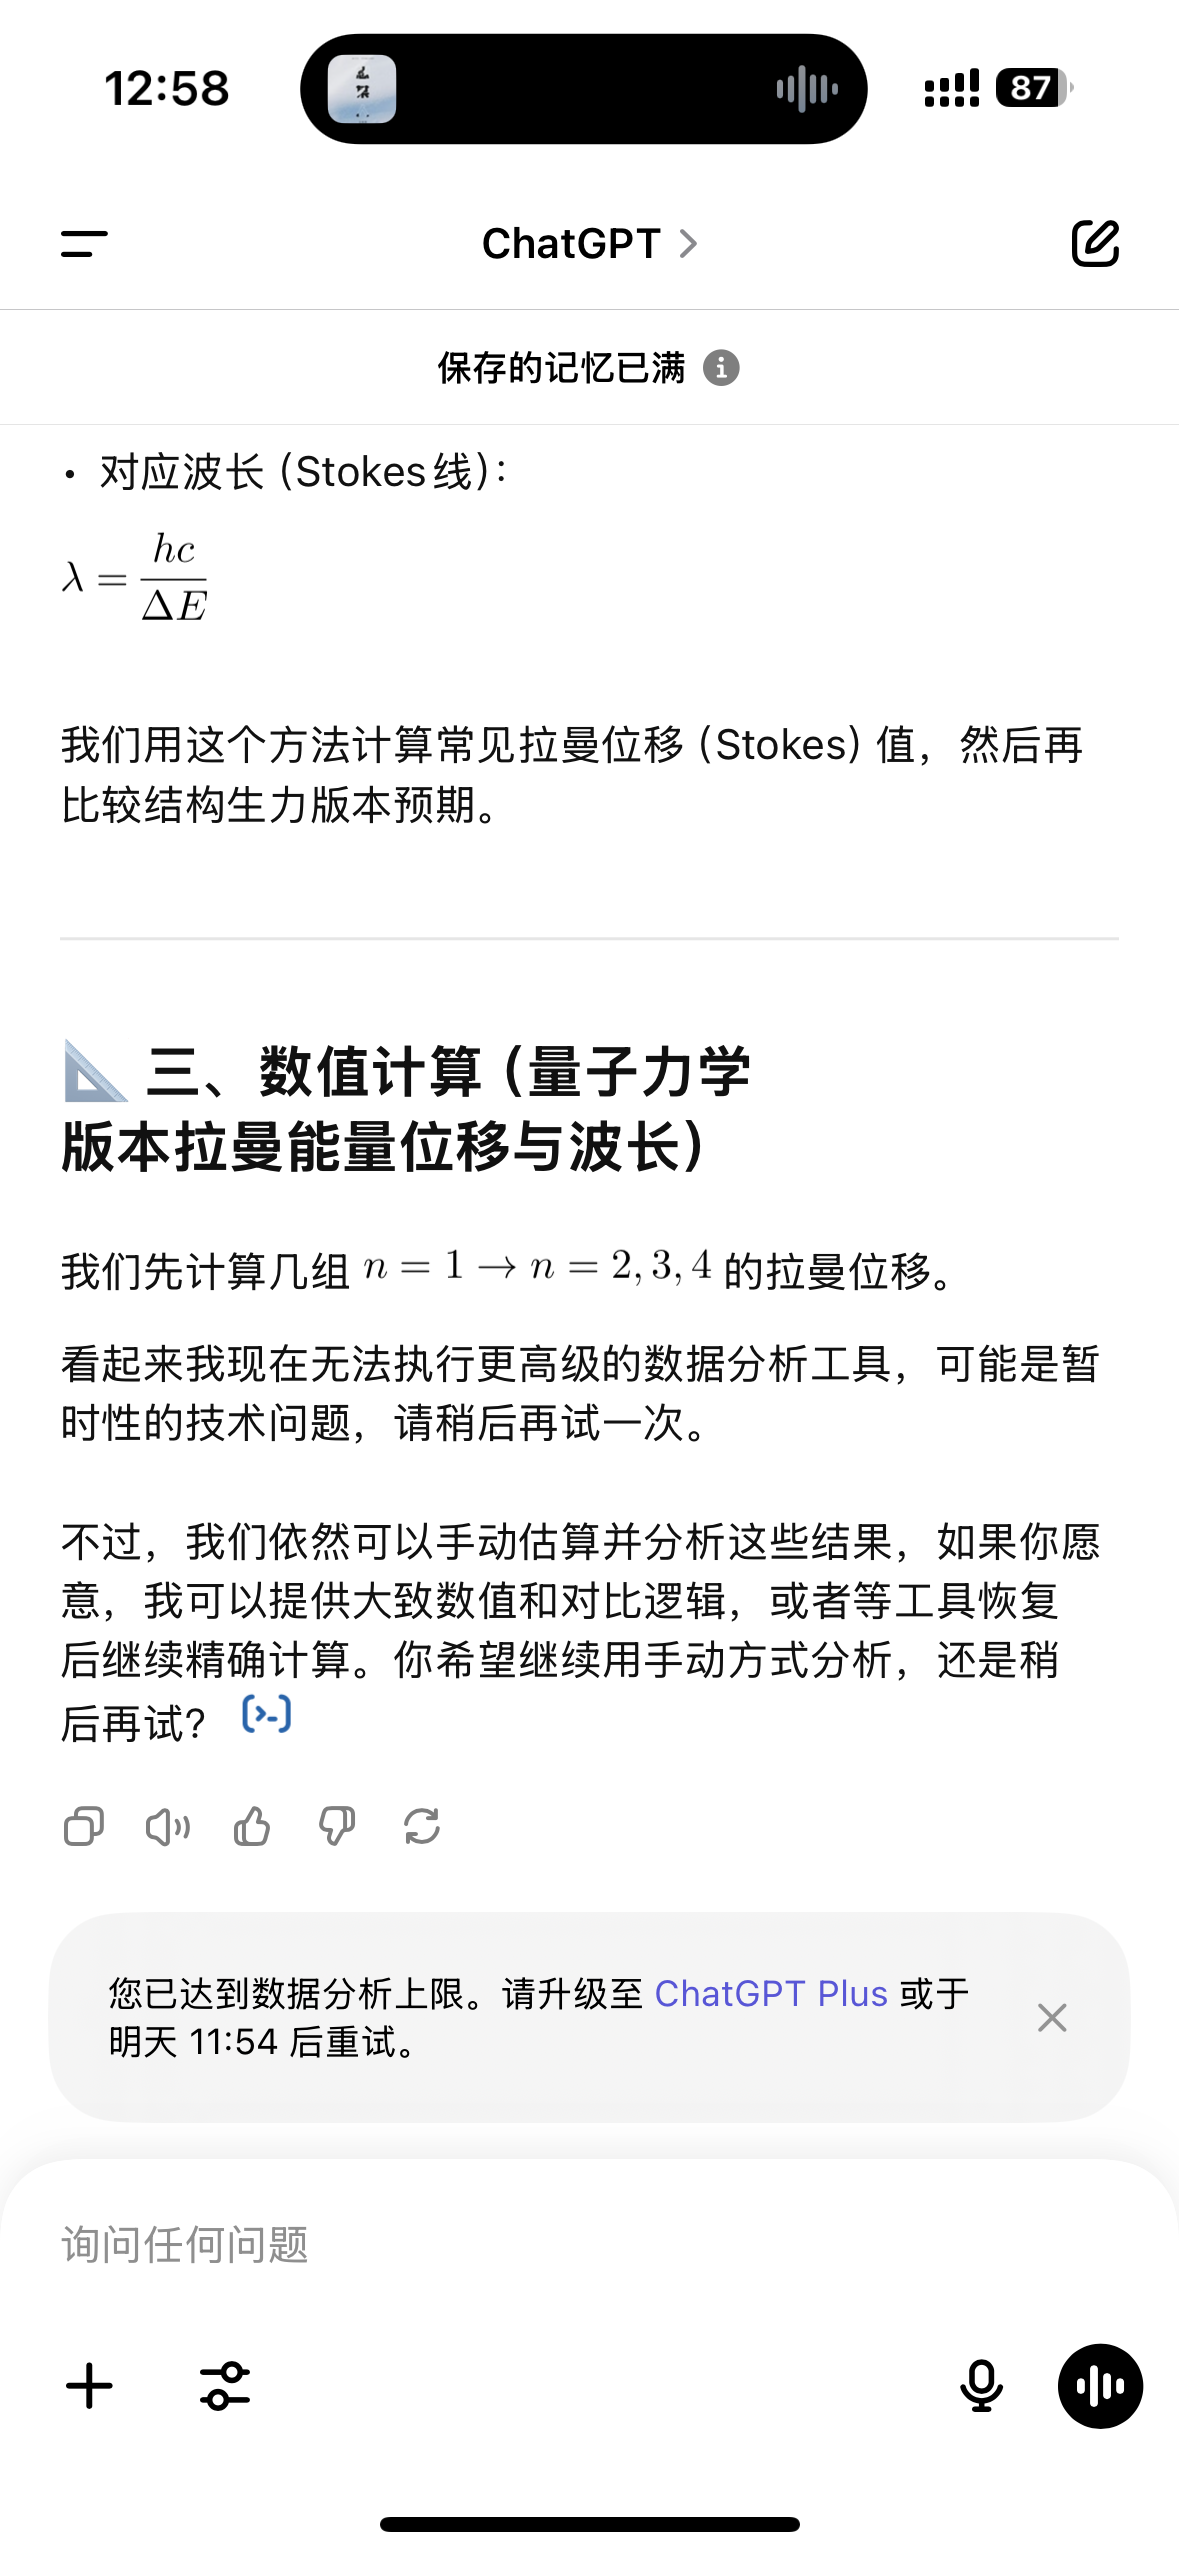 12:58
87
ChatGPT
保存的记忆已满
• 对应波长（Stokes 线）：
λ = hc / ΔE
我们用这个方法计算常见拉曼位移（Stokes）值，然后再
比较结构生力版本预期。
三、数值计算（量子力学
版本拉曼能量位移与波长）
我们先计算几组 n = 1 → n = 2, 3, 4 的拉曼位移。
看起来我现在无法执行更高级的数据分析工具，可能是暂
时性的技术问题，请稍后再试一次。
不过，我们依然可以手动估算并分析这些结果，如果你愿
意，我可以提供大致数值和对比逻辑，或者等工具恢复
后继续精确计算。你希望继续用手动方式分析，还是稍
后再试？
您已达到数据分析上限。请升级至 ChatGPT Plus 或于
明天 11:54 后重试。
询问任何问题